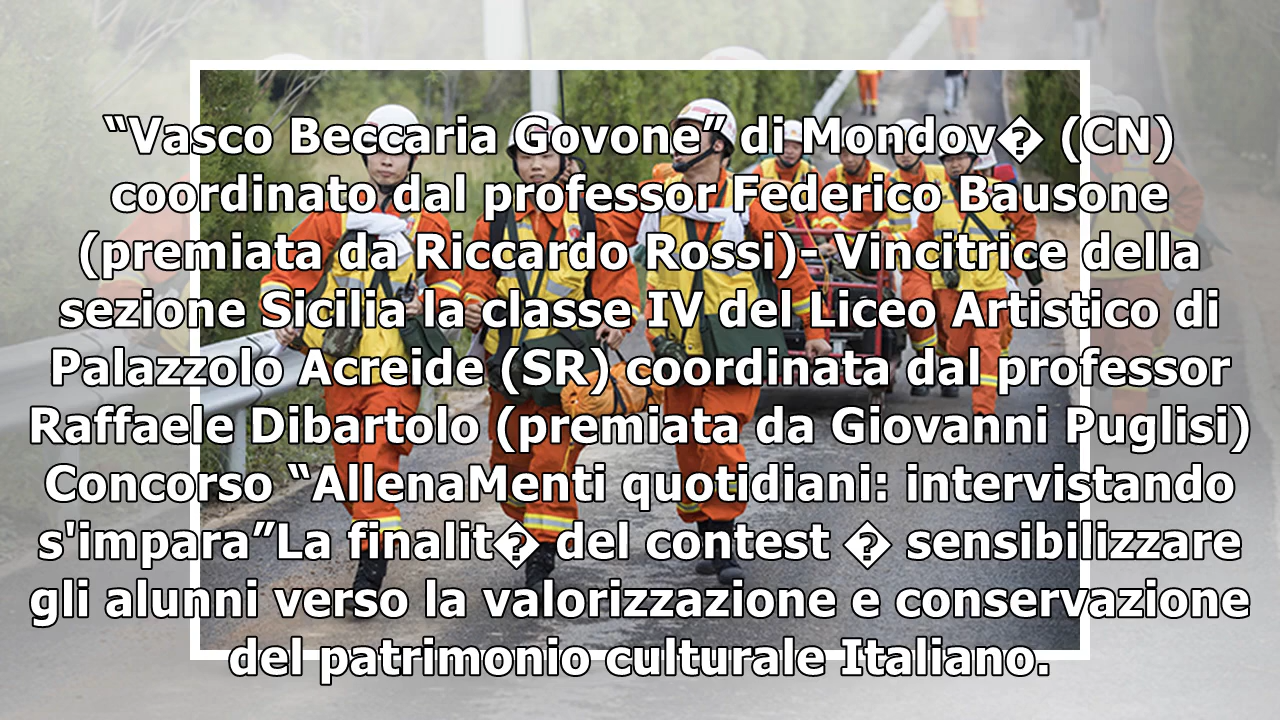 “Vasco Beccaria Govone” di Mondov� (CN)
coordinato dal professor Federico Bausone
(premiata da Riccardo Rossi)- Vincitrice della
sezione Sicilia la classe IV del Liceo Artistico di
Palazzolo Acreide (SR) coordinata dal professor
Raffaele Dibartolo (premiata da Giovanni Puglisi)
Concorso “AllenaMenti quotidiani: intervistando
s'impara”La finalit� del contest � sensibilizzare
gli alunni verso la valorizzazione e conservazione
del patrimonio culturale Italiano.